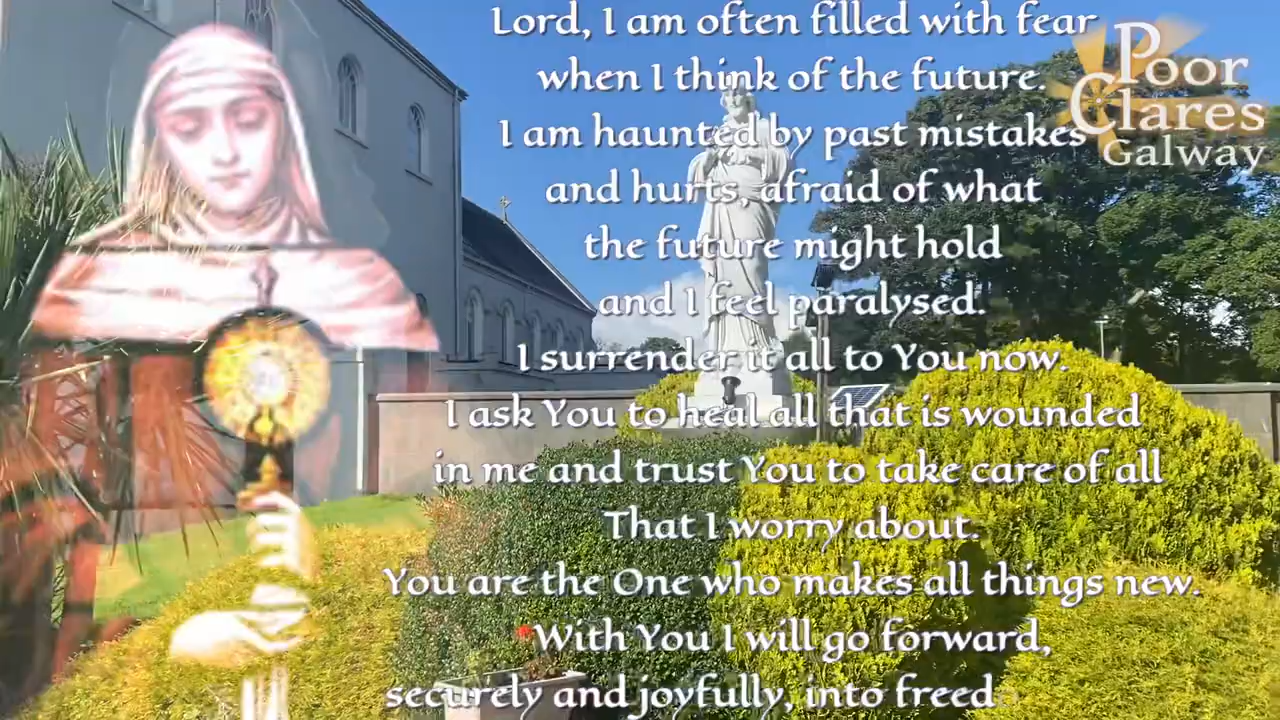 Lord, I am often filled with fear
when I think of the future.
I am haunted by past mistakes
and hurts, afraid of what
the future might hold
and I feel paralysed.
I surrender it all to You now.
I ask You to heal all that is wounded
in me and trust You to take care of all
That I worry about.
You are the One who makes all things new.
With You I will go forward,
securely and joyfully, into freed
Poor
Clares
Galway